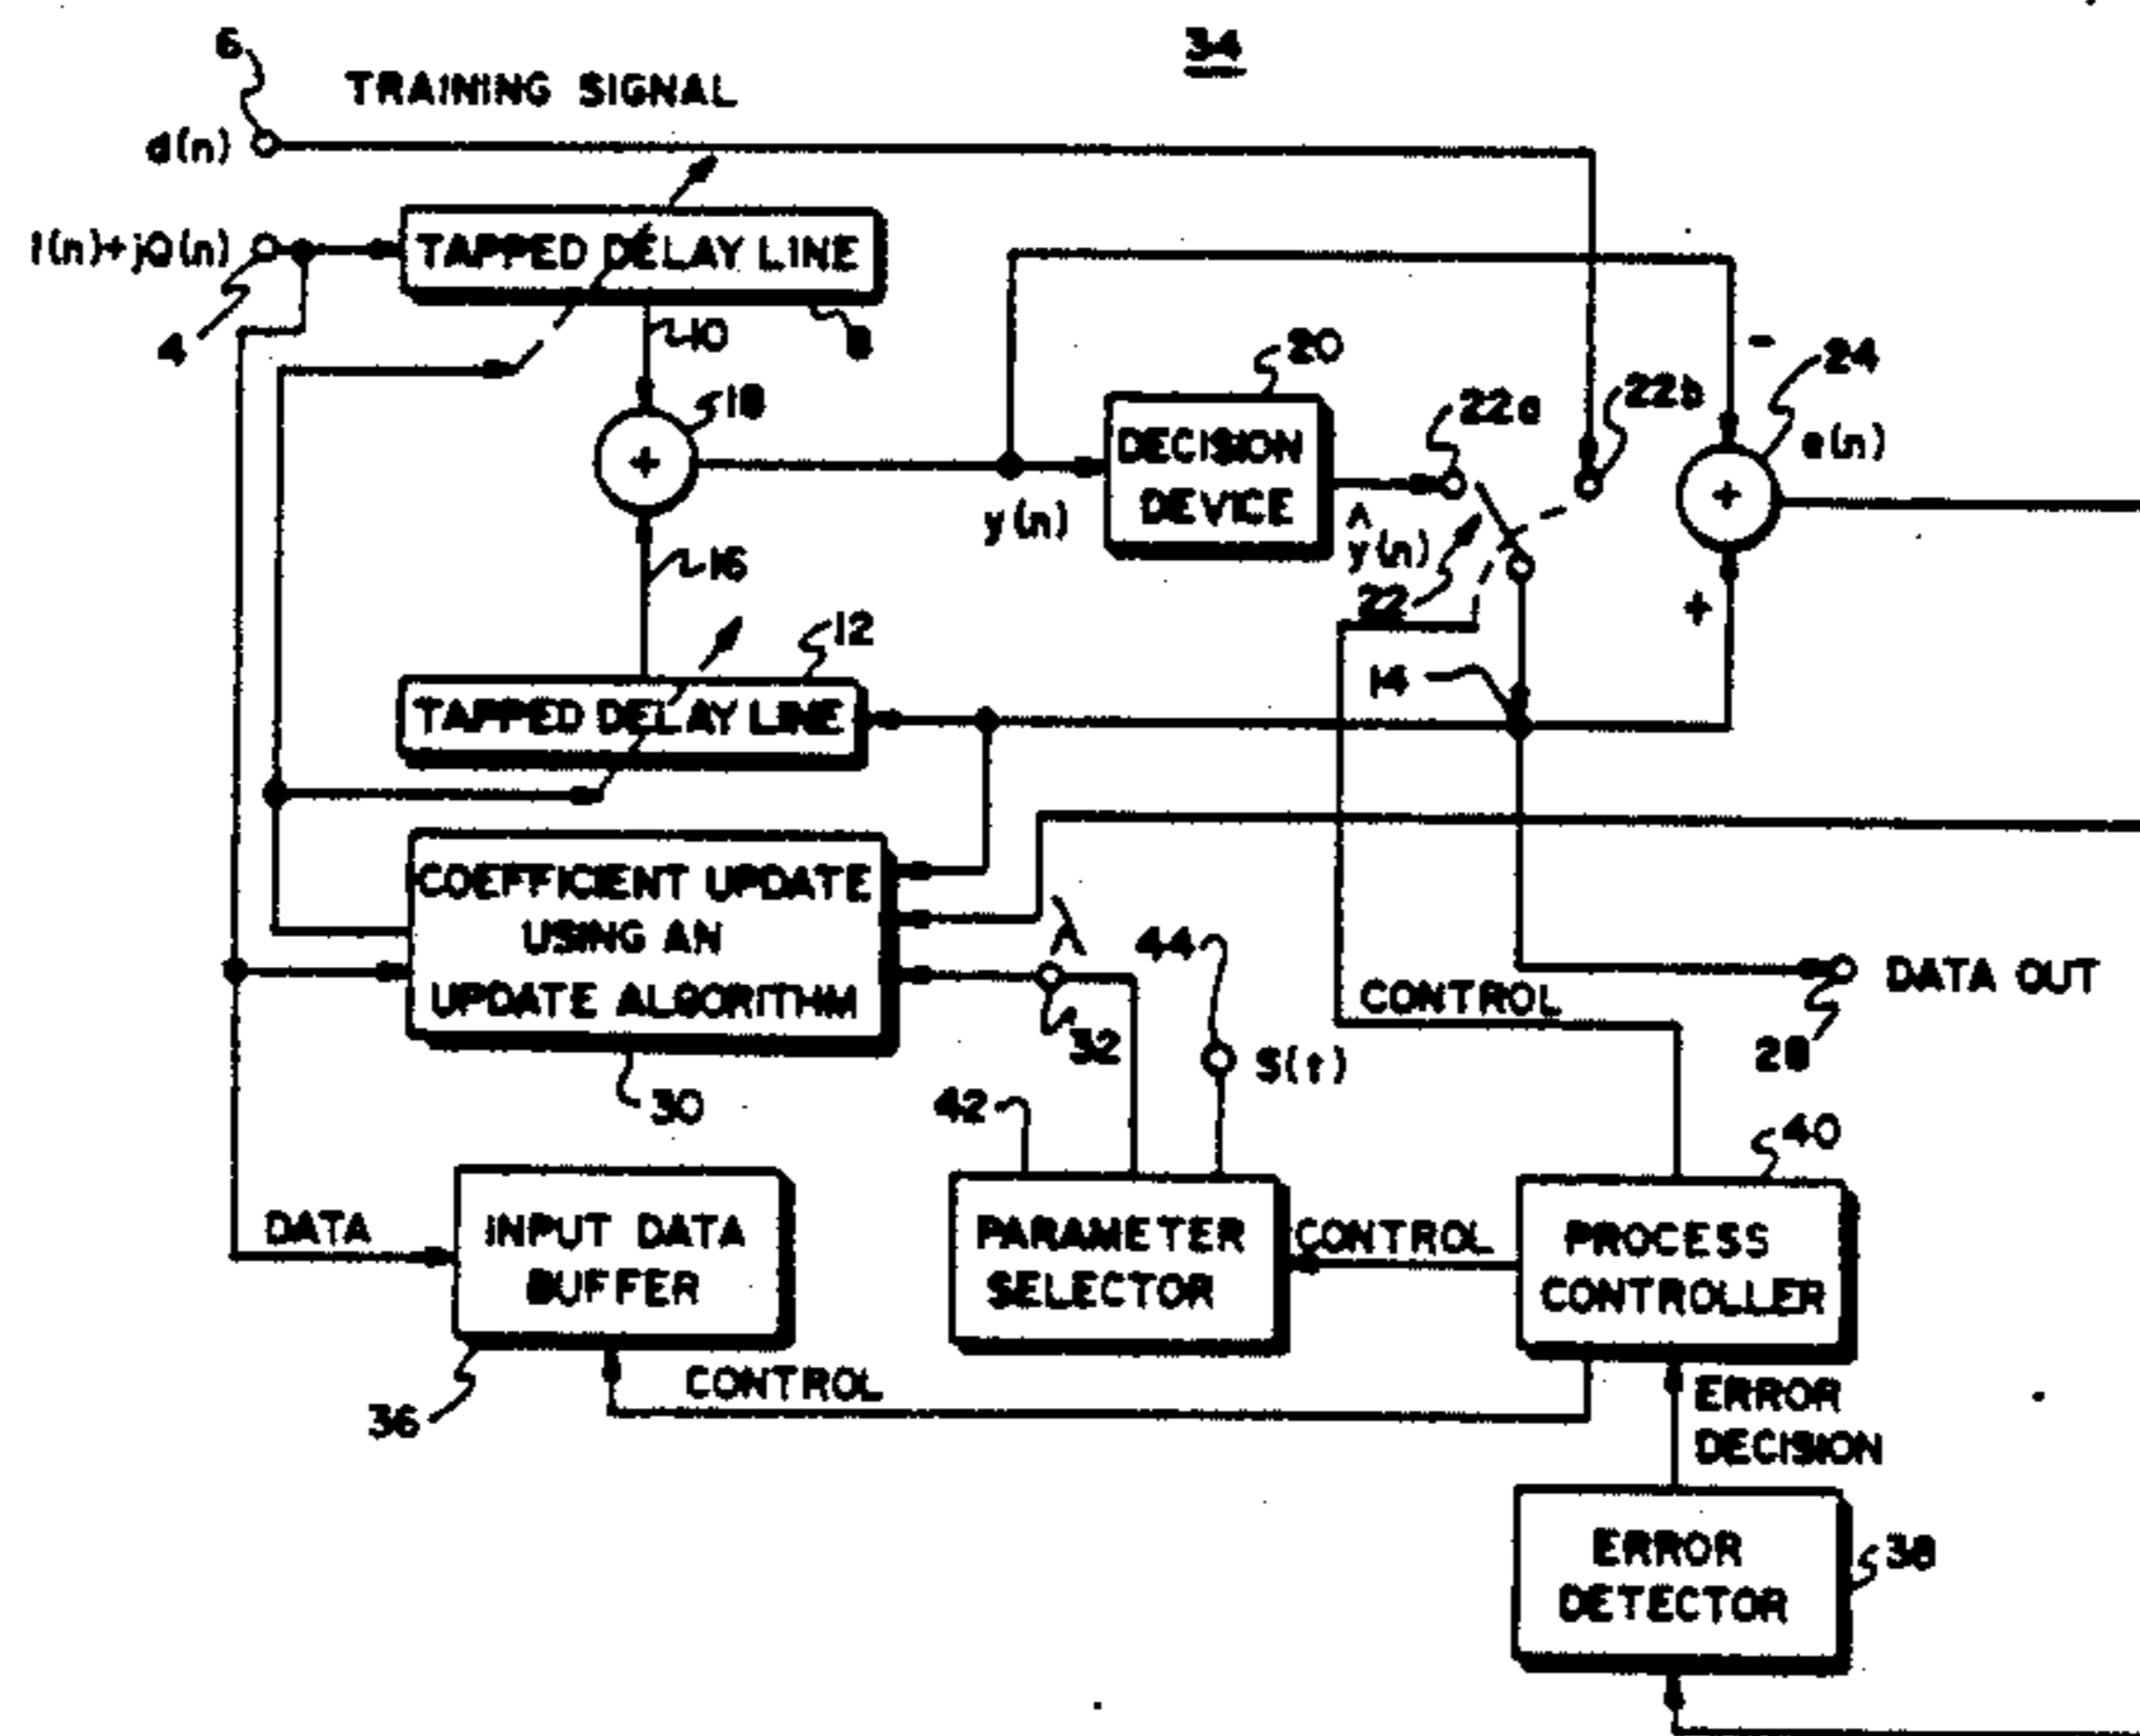 34
6
TRAINING SIGNAL
d(n)
I(n)+jQ(n)
TAPPED DELAY LINE
4
10
8
18
+
20
DECISION
DEVICE
22a
22b
-
24
e(n)
y(n)
ŷ(n)
+
22
+
16
12
TAPPED DELAY LINE
14
COEFFICIENT UPDATE
USING AN
UPDATE ALGORITHM
λ
44
32
S(t)
CONTROL
DATA OUT
28
30
42
40
DATA
INPUT DATA
BUFFER
PARAMETER
SELECTOR
CONTROL
PROCESS
CONTROLLER
36
CONTROL
ERROR
DECISION
ERROR
DETECTOR
38